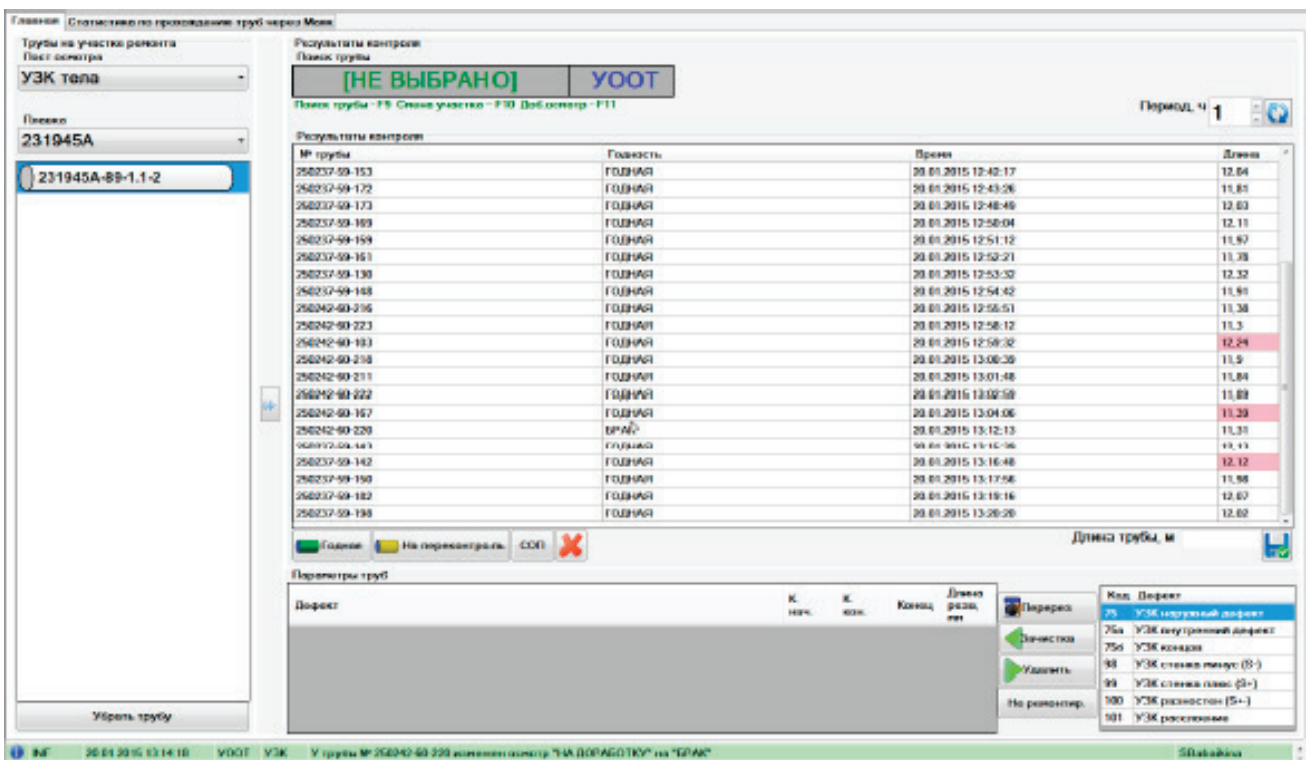 Главная Статистика по прохождению труб через Маяк
Трубы на участке ремонта
Пост осмотра
УЗК тела
Плавка
231945А
231945А-89-1.1-2
Убрать трубу
Результаты контроля
Поиск трубы
[НЕ ВЫБРАНО] УООТ
Поиск трубы - F9 Смена участка - F10 Доб.осмотр - F11
Период, ч 1
Результаты контроля
№ трубы Годность Время Длина
250237-59-153 ГОДНАЯ 20.01.2015 12:42:17 12,04
250237-59-172 ГОДНАЯ 20.01.2015 12:43:26 11,81
250237-59-173 ГОДНАЯ 20.01.2015 12:48:49 12,03
250237-59-169 ГОДНАЯ 20.01.2015 12:50:04 12,11
250237-59-159 ГОДНАЯ 20.01.2015 12:51:12 11,97
250237-59-161 ГОДНАЯ 20.01.2015 12:52:21 11,78
250237-59-130 ГОДНАЯ 20.01.2015 12:53:32 12,32
250237-59-148 ГОДНАЯ 20.01.2015 12:54:42 11,91
250242-60-216 ГОДНАЯ 20.01.2015 12:55:51 11,38
250242-60-223 ГОДНАЯ 20.01.2015 12:58:12 11,3
250242-60-183 ГОДНАЯ 20.01.2015 12:59:32 12,24
250242-60-218 ГОДНАЯ 20.01.2015 13:00:39 11,9
250242-60-211 ГОДНАЯ 20.01.2015 13:01:48 11,84
250242-60-222 ГОДНАЯ 20.01.2015 13:02:59 11,89
250242-60-167 ГОДНАЯ 20.01.2015 13:04:06 11,39
250242-60-220 БРАК 20.01.2015 13:12:13 11,31
250237-59-143 ГОДНАЯ
250237-59-142 ГОДНАЯ 20.01.2015 13:16:48 12,12
250237-59-150 ГОДНАЯ 20.01.2015 13:17:56 11,98
250237-59-182 ГОДНАЯ 20.01.2015 13:19:16 12,07
250237-59-198 ГОДНАЯ 20.01.2015 13:20:20 12,02
Годное На переконтроль СОП
Длина трубы, м
Параметры труб
Дефект К. нач. К. кон. Конец Длина реза, мм
Перерез
Зачистка
Удалить
Не ремонтир.
Код Дефект
75 УЗК наружный дефект
75а УЗК внутренний дефект
75б УЗК концов
98 УЗК стенка минус (S-)
99 УЗК стенка плюс (S+)
100 УЗК разностен (S+-)
101 УЗК расслоение
INF 20.01.2015 13:14:18 УООТ УЗК У трубы № 250242-60-220 изменен осмотр "НА ДОРАБОТКУ" на "БРАК" SBabaikina